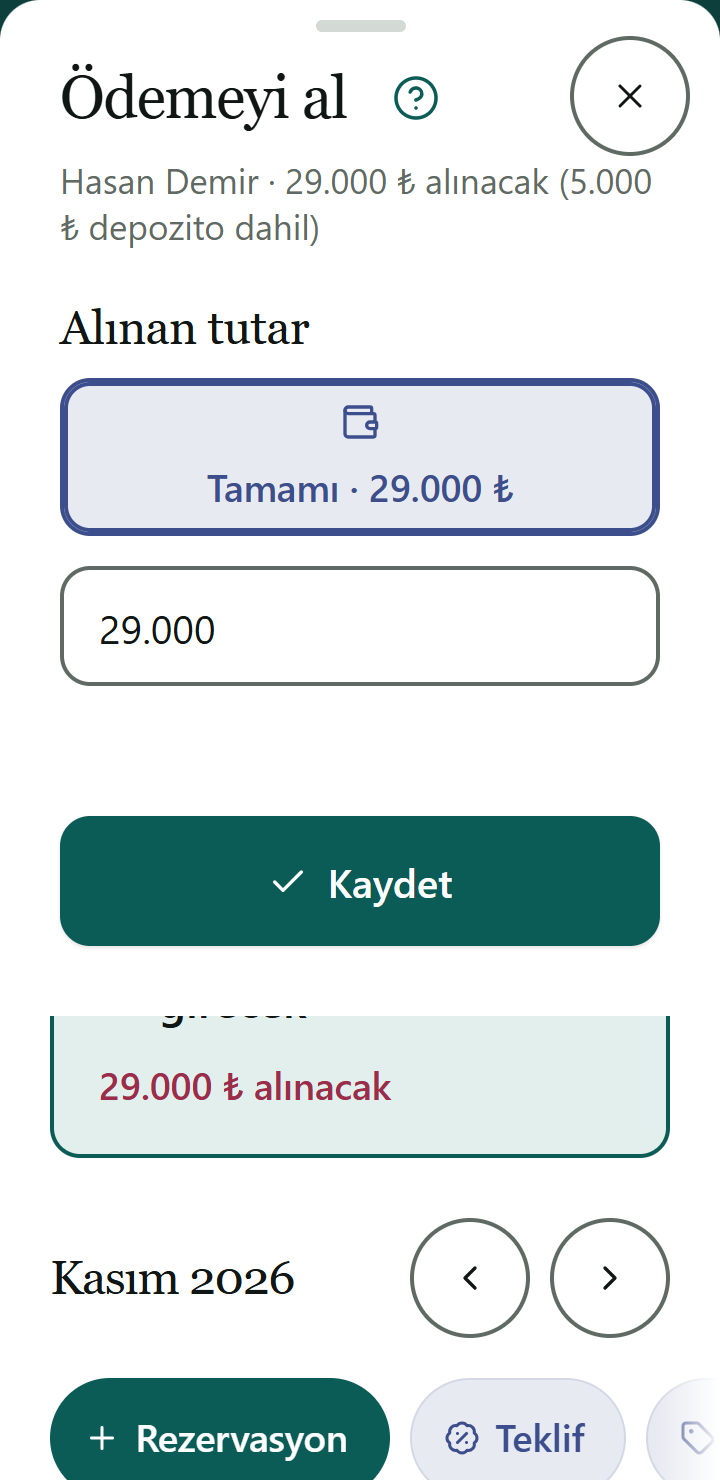 Ödemeyi al
Hasan Demir · 29.000 ₺ alınacak (5.000
₺ depozito dahil)
Alınan tutar
Tamamı · 29.000 ₺
29.000
Kaydet
29.000 ₺ alınacak
Kasım 2026
Rezervasyon
Teklif